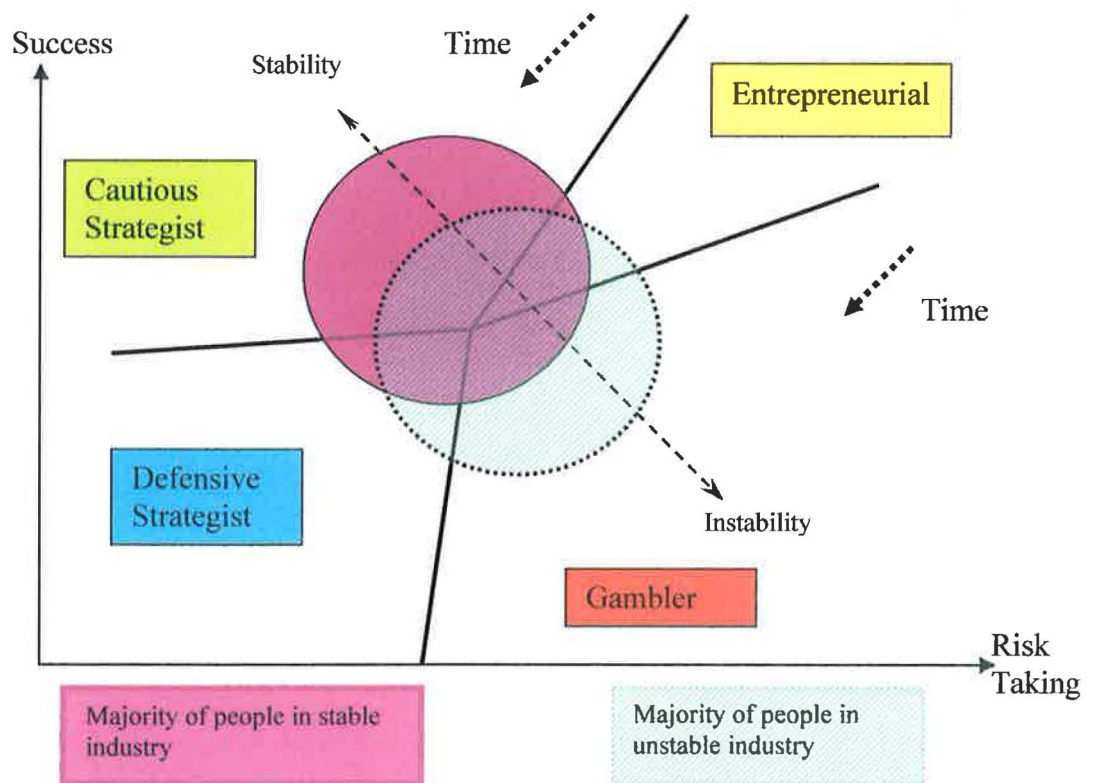 Success
Time
Stability
Entrepreneurial
Cautious
Strategist
Time
Defensive
Strategist
Instability
Gambler
Risk
Taking
Majority of people in stable
industry
Majority of people in
unstable industry